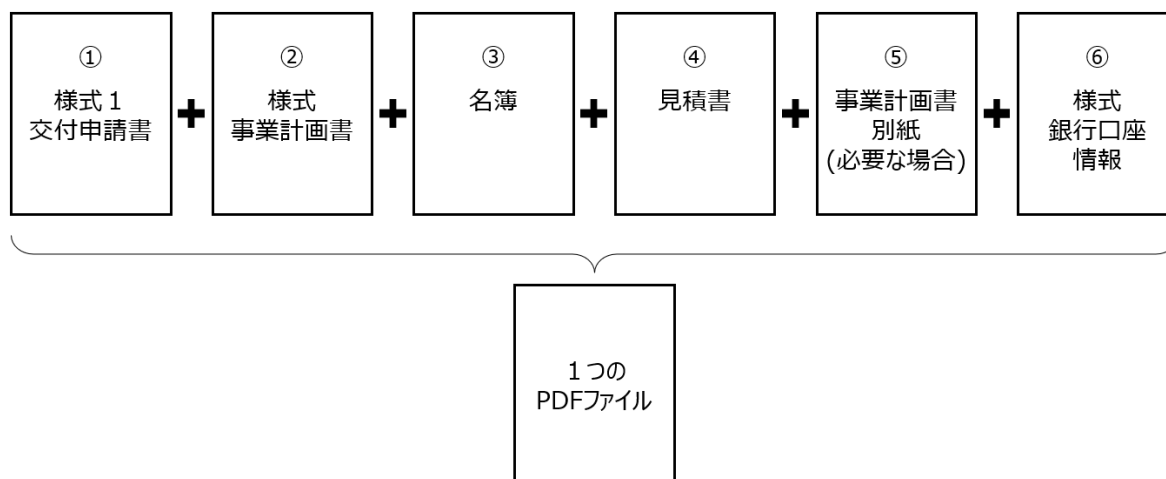 ①
様式１
交付申請書
②
様式
事業計画書
③
名簿
④
見積書
⑤
事業計画書
別紙
(必要な場合)
⑥
様式
銀行口座
情報
１つの
PDFファイル